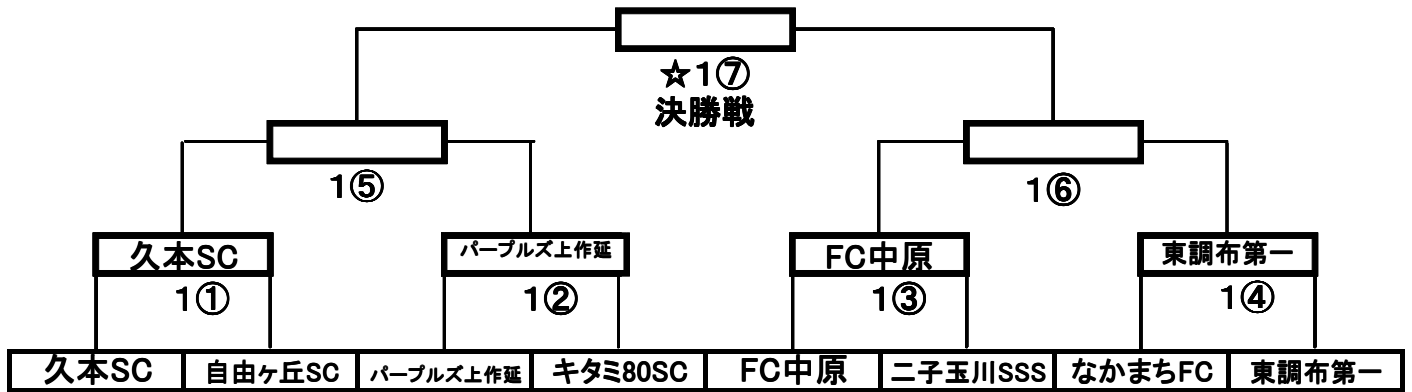 ☆1⑦
決勝戦
1⑤
1⑥
久本SC
パープルズ上作延
FC中原
東調布第一
1①
1②
1③
1④
久本SC
自由ヶ丘SC
パープルズ上作延
キタミ80SC
FC中原
二子玉川SSS
なかまちFC
東調布第一